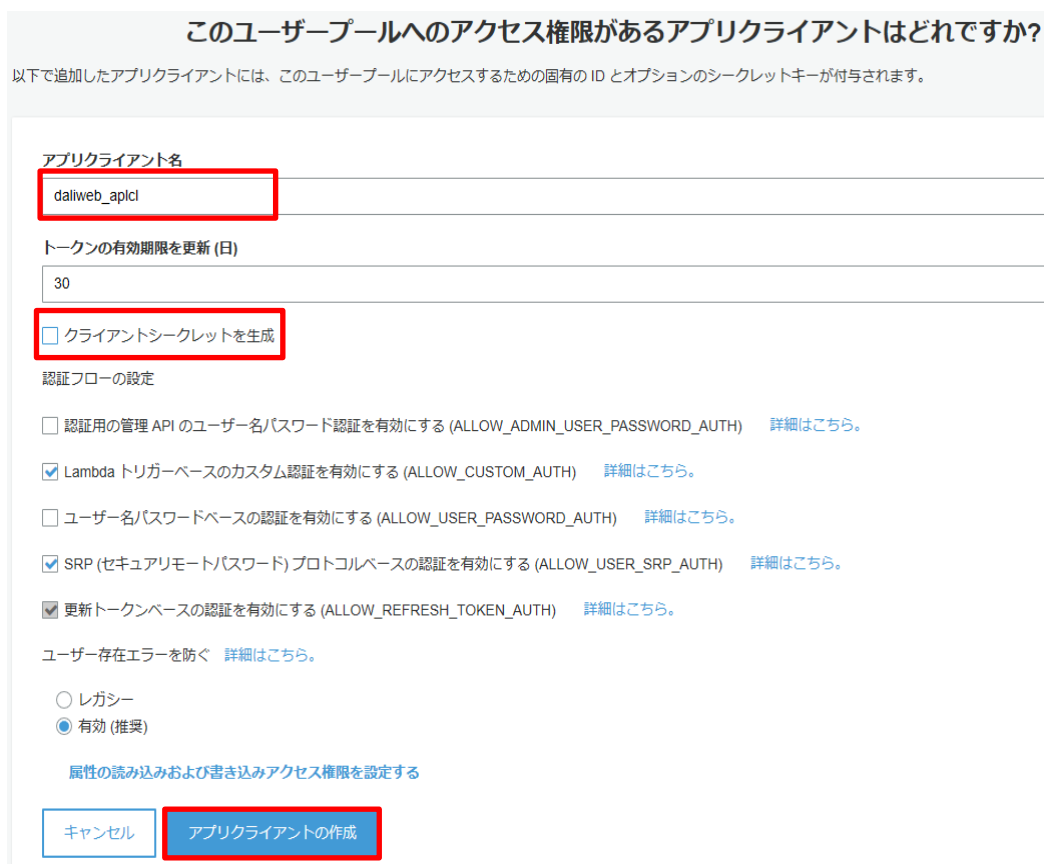 このユーザープールへのアクセス権限があるアプリクライアントはどれですか?
以下で追加したアプリクライアントには、このユーザープールにアクセスするための固有の ID とオプションのシークレットキーが付与されます。
アプリクライアント名
daliweb_aplcl
トークンの有効期限を更新 (日)
30
クライアントシークレットを生成
認証フローの設定
認証用の管理 API のユーザー名パスワード認証を有効にする (ALLOW_ADMIN_USER_PASSWORD_AUTH) 詳細はこちら。
Lambda トリガーベースのカスタム認証を有効にする (ALLOW_CUSTOM_AUTH) 詳細はこちら。
ユーザー名パスワードベースの認証を有効にする (ALLOW_USER_PASSWORD_AUTH) 詳細はこちら。
SRP (セキュアリモートパスワード) プロトコルベースの認証を有効にする (ALLOW_USER_SRP_AUTH) 詳細はこちら。
更新トークンベースの認証を有効にする (ALLOW_REFRESH_TOKEN_AUTH) 詳細はこちら。
ユーザー存在エラーを防ぐ 詳細はこちら。
レガシー
有効 (推奨)
属性の読み込みおよび書き込みアクセス権限を設定する
キャンセル アプリクライアントの作成